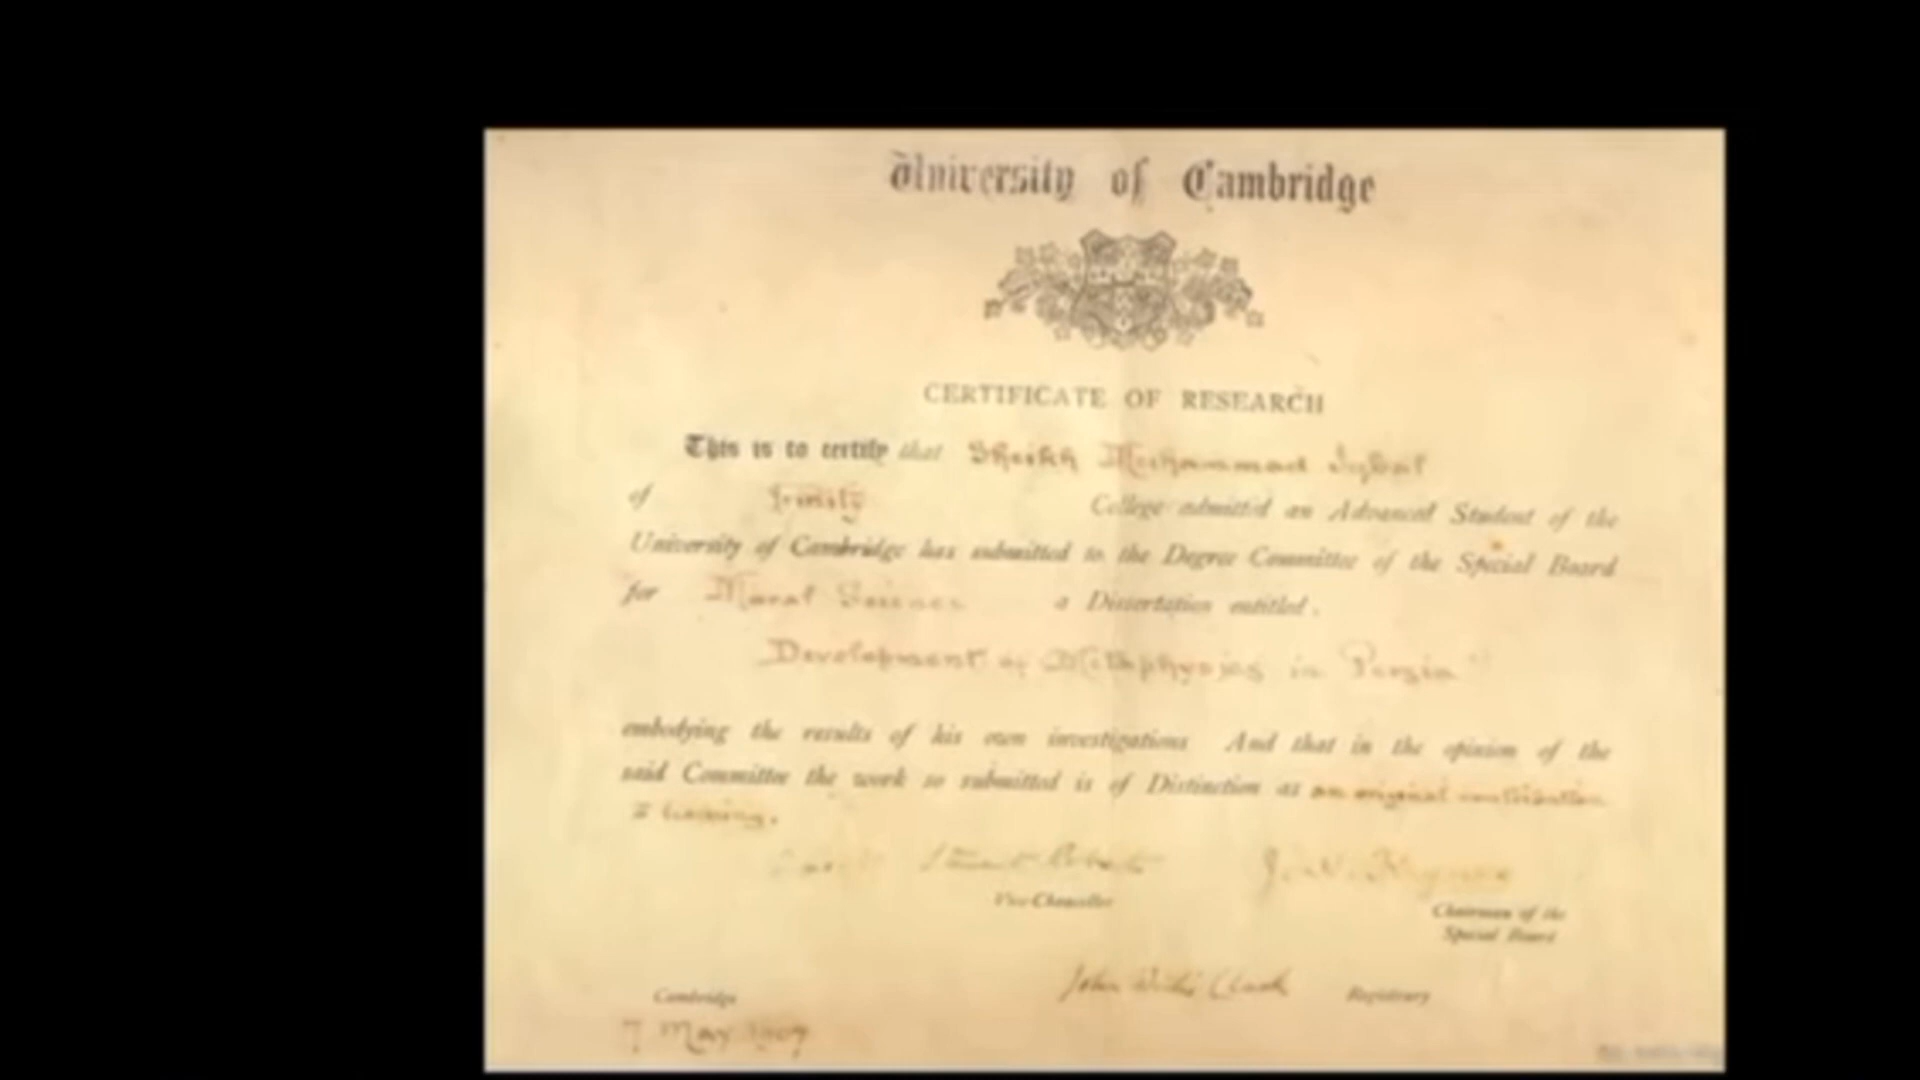 University of Cambridge
CERTIFICATE OF RESEARCH
This is to certify that Sheikh Muhammad Iqbal
of Trinity College admitted an Advanced Student of the
University of Cambridge has submitted to the Degree Committee of the Special Board
for Moral Science a Dissertation entitled.
Development of Metaphysics in Persia"
embodying the results of his own investigations And that in the opinion of the
said Committee the work so submitted is of Distinction as an original contribution
learning.
Vice-Chancellor
Chairman of the
Special Board
John Willis Clark Registrary
Cambridge
7 May 1907